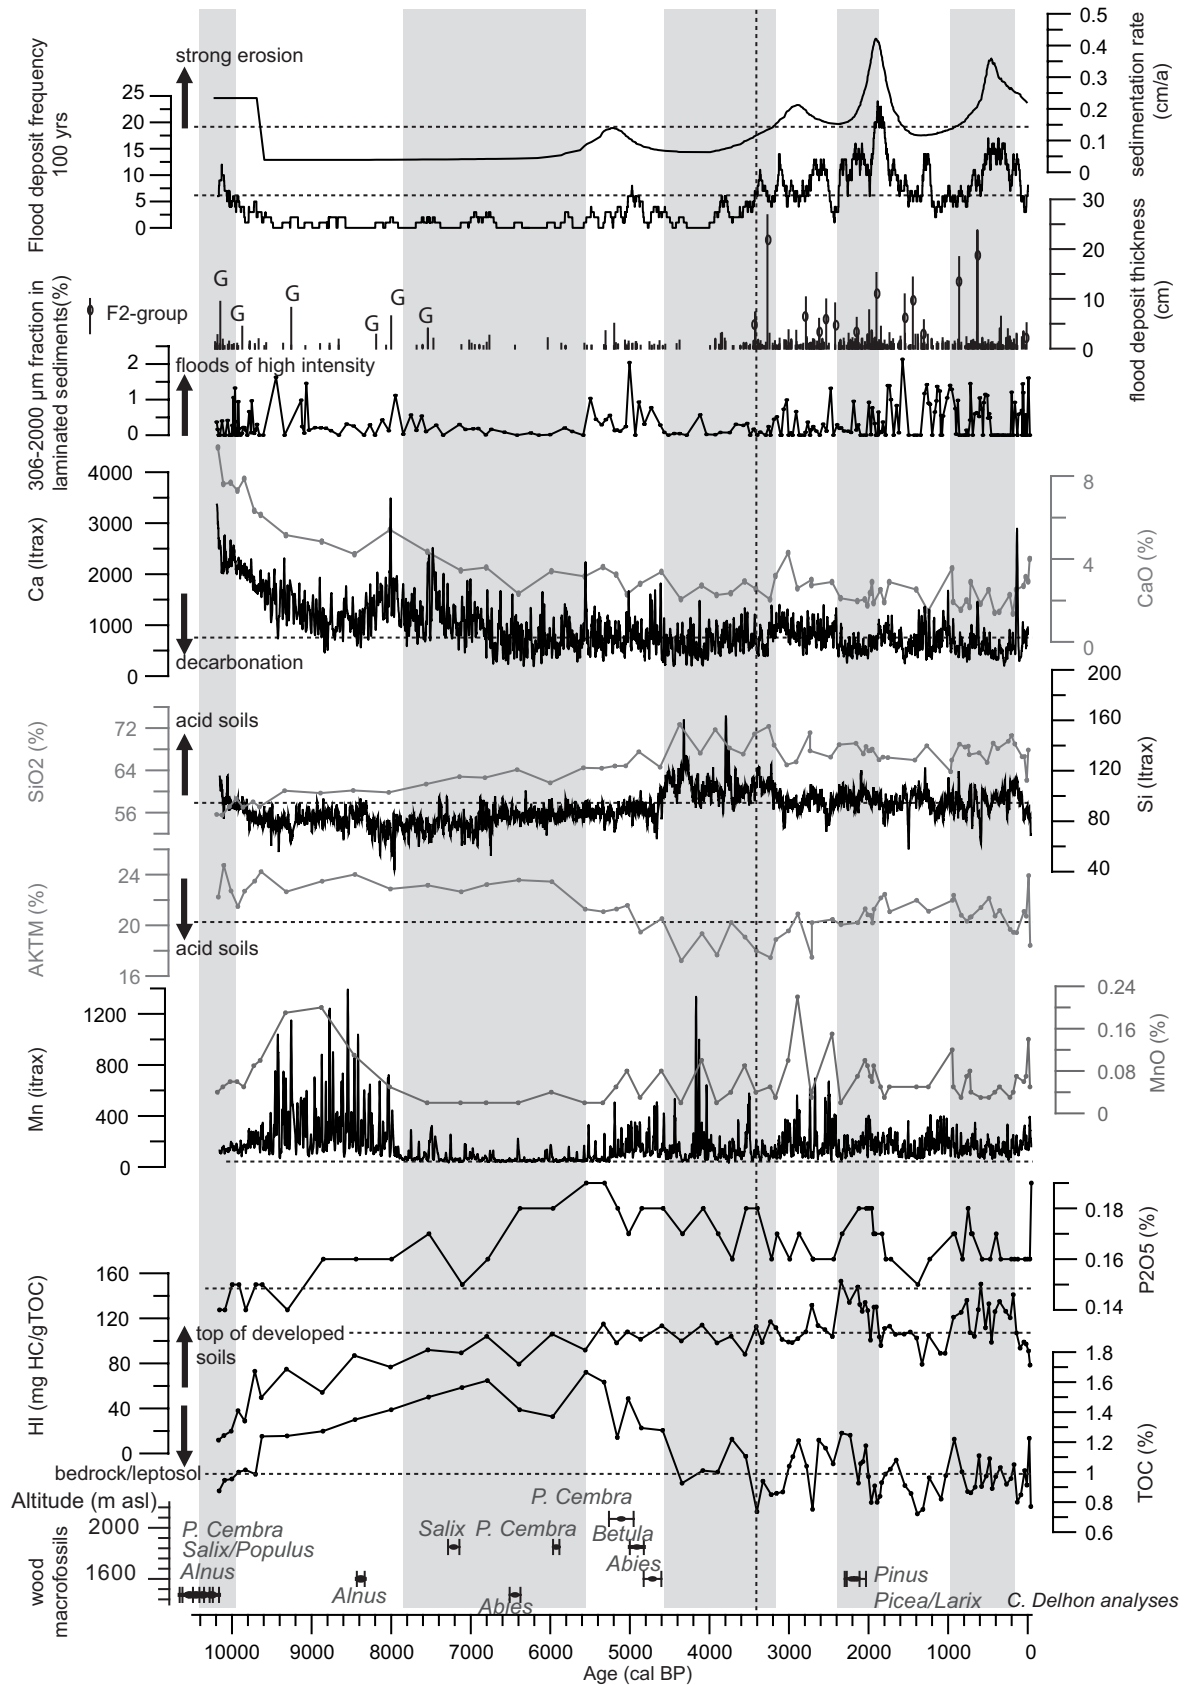 strong erosion
Flood deposit frequency
100 yrs
25
20
15
10
5
0
0.5
0.4
0.3
0.2
0.1
0
sedimentation rate
(cm/a)
30
20
10
0
flood deposit thickness
(cm)
F2-group
G
G
G
G
G
G
306-2000 µm fraction in
laminated sediments(%)
floods of high intensity
2
1
0
4000
3000
2000
1000
0
Ca (Itrax)
decarbonation
8
4
0
CaO (%)
acid soils
72
64
56
SiO2 (%)
200
160
120
80
40
Si (Itrax)
24
20
16
AKTM (%)
acid soils
1200
800
400
0
Mn (itrax)
0.24
0.16
0.08
0
MnO (%)
0.18
0.16
0.14
P2O5 (%)
160
120
80
40
0
HI (mg HC/gTOC)
top of developed
soils
bedrock/leptosol
1.8
1.6
1.4
1.2
1
0.8
0.6
TOC (%)
Altitude (m asl)
2000
1600
wood
macrofossils
P. Cembra
Salix/Populus
Alnus
Alnus
Salix
P. Cembra
Abies
P. Cembra
Betula
Abies
Pinus
Picea/Larix
C. Delhon analyses
10000 9000 8000 7000 6000 5000 4000 3000 2000 1000 0
Age (cal BP)